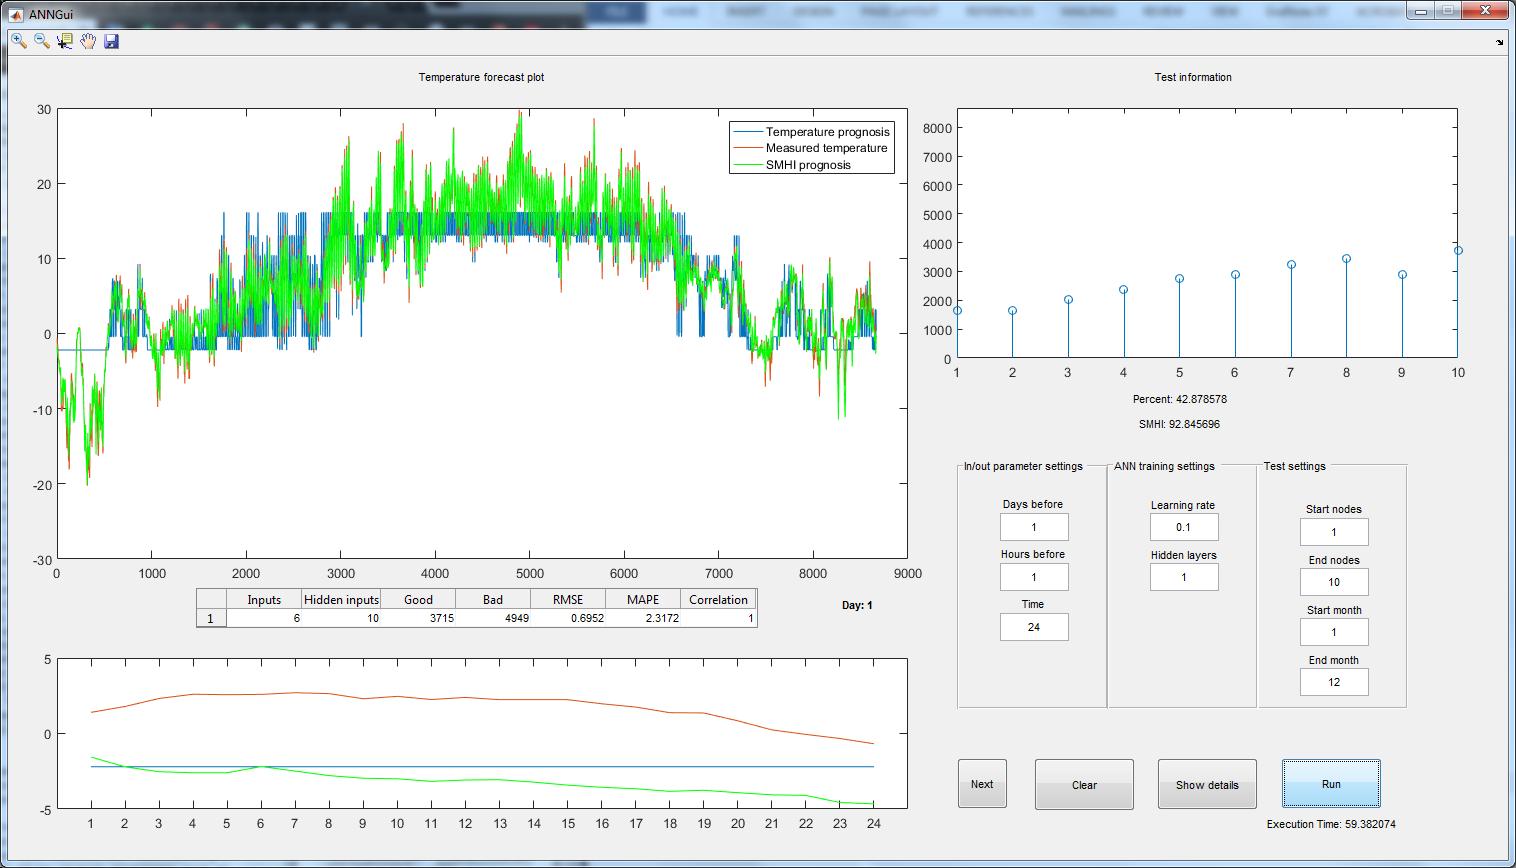 ANNGui
Temperature forecast plot
Test information
30
20
10
0
-10
-20
-30
0 1000 2000 3000 4000 5000 6000 7000 8000 9000
Temperature prognosis
Measured temperature
SMHI prognosis
8000
7000
6000
5000
4000
3000
2000
1000
0
1 2 3 4 5 6 7 8 9 10
Percent: 42.878578
SMHI: 92.845696
Inputs Hidden inputs Good Bad RMSE MAPE Correlation
1 6 10 3715 4949 0.6952 2.3172 1
Day: 1
In/out parameter settings
Days before
1
Hours before
1
Time
24
ANN training settings
Learning rate
0.1
Hidden layers
1
Test settings
Start nodes
1
End nodes
10
Start month
1
End month
12
5
0
-5
1 2 3 4 5 6 7 8 9 10 11 12 13 14 15 16 17 18 19 20 21 22 23 24
Next
Clear
Show details
Run
Execution Time: 59.382074